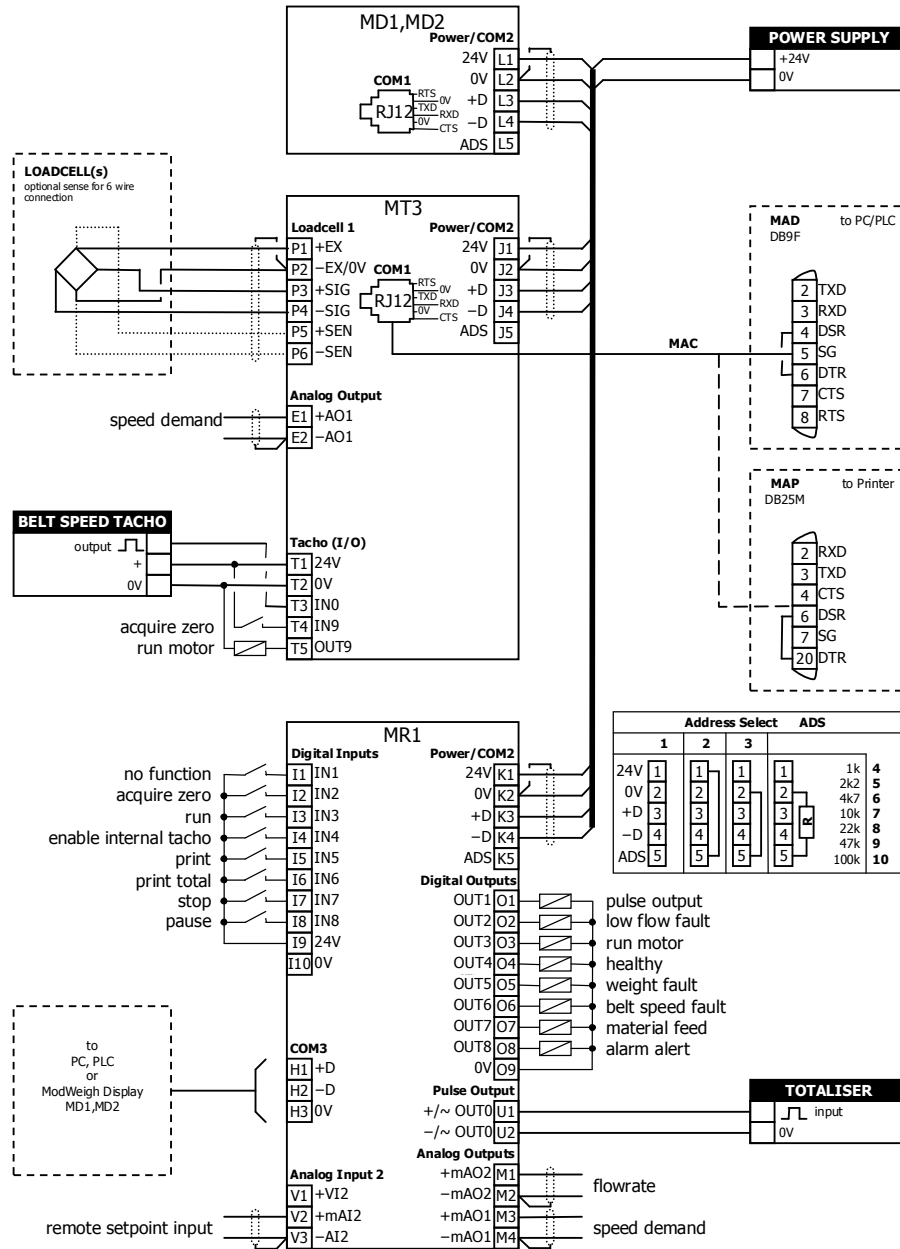 MD1,MD2
Power/COM2
24V L1
0V L2
+D L3
−D L4
ADS L5
COM1
RJ12
RTS
0V
TXD
RXD
0V
CTS
POWER SUPPLY
+24V
0V
LOADCELL(s)
optional sense for 6 wire
connection
MT3
Loadcell 1
P1 +EX
P2 −EX/0V
P3 +SIG
P4 −SIG
P5 +SEN
P6 −SEN
COM1
RJ12
RTS
0V
TXD
RXD
0V
CTS
Power/COM2
24V J1
0V J2
+D J3
−D J4
ADS J5
MAC
MAD to PC/PLC
DB9F
2 TXD
3 RXD
4 DSR
5 SG
6 DTR
7 CTS
8 RTS
Analog Output
speed demand
E1 +AO1
E2 −AO1
MAP to Printer
DB25M
2 RXD
3 TXD
4 CTS
6 DSR
7 SG
20 DTR
BELT SPEED TACHO
output
+
0V
Tacho (I/O)
T1 24V
T2 0V
T3 IN0
acquire zero T4 IN9
run motor T5 OUT9
MR1
Digital Inputs
no function I1 IN1
acquire zero I2 IN2
run I3 IN3
enable internal tacho I4 IN4
print I5 IN5
print total I6 IN6
stop I7 IN7
pause I8 IN8
I9 24V
I10 0V
Power/COM2
24V K1
0V K2
+D K3
−D K4
ADS K5
Address Select ADS
1 2 3
24V 1 1 1 1 1k 4
0V 2 2 2 2 2k2 5
4k7 6
+D 3 3 3 3 R 10k 7
−D 4 4 4 4 22k 8
47k 9
ADS 5 5 5 5 100k 10
Digital Outputs
OUT1 O1 pulse output
OUT2 O2 low flow fault
OUT3 O3 run motor
OUT4 O4 healthy
OUT5 O5 weight fault
OUT6 O6 belt speed fault
OUT7 O7 material feed
OUT8 O8 alarm alert
0V O9
to
PC, PLC
or
ModWeigh Display
MD1,MD2
COM3
H1 +D
H2 −D
H3 0V
Pulse Output
+/~ OUT0 U1
−/~ OUT0 U2
TOTALISER
input
0V
Analog Input 2
V1 +VI2
V2 +mAI2
V3 −AI2
remote setpoint input
Analog Outputs
+mAO2 M1
−mAO2 M2
flowrate
+mAO1 M3
−mAO1 M4
speed demand